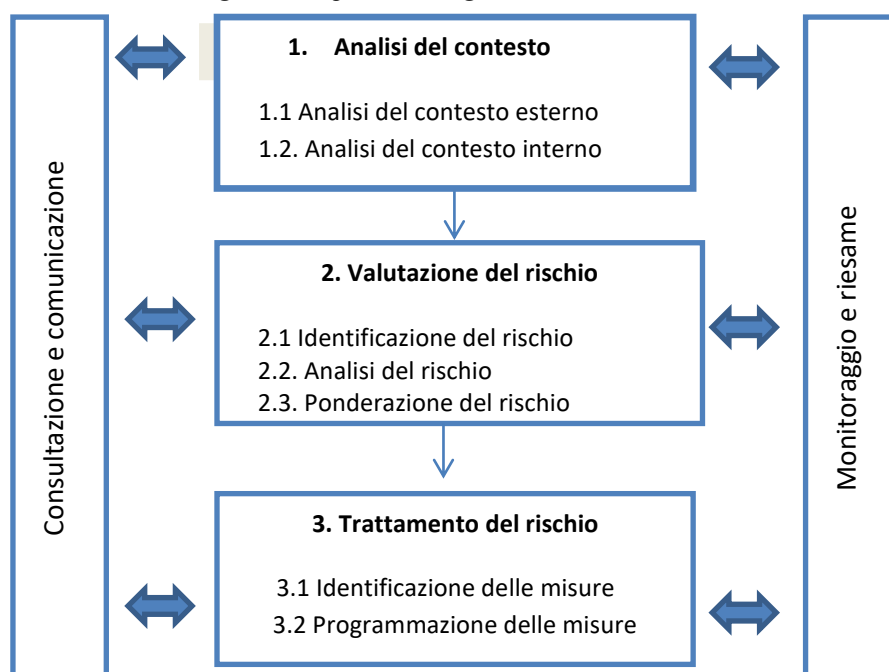 1. Analisi del contesto
1.1 Analisi del contesto esterno
1.2. Analisi del contesto interno
Consultazione e comunicazione
2. Valutazione del rischio
2.1 Identificazione del rischio
2.2. Analisi del rischio
2.3. Ponderazione del rischio
Monitoraggio e riesame
3. Trattamento del rischio
3.1 Identificazione delle misure
3.2 Programmazione delle misure